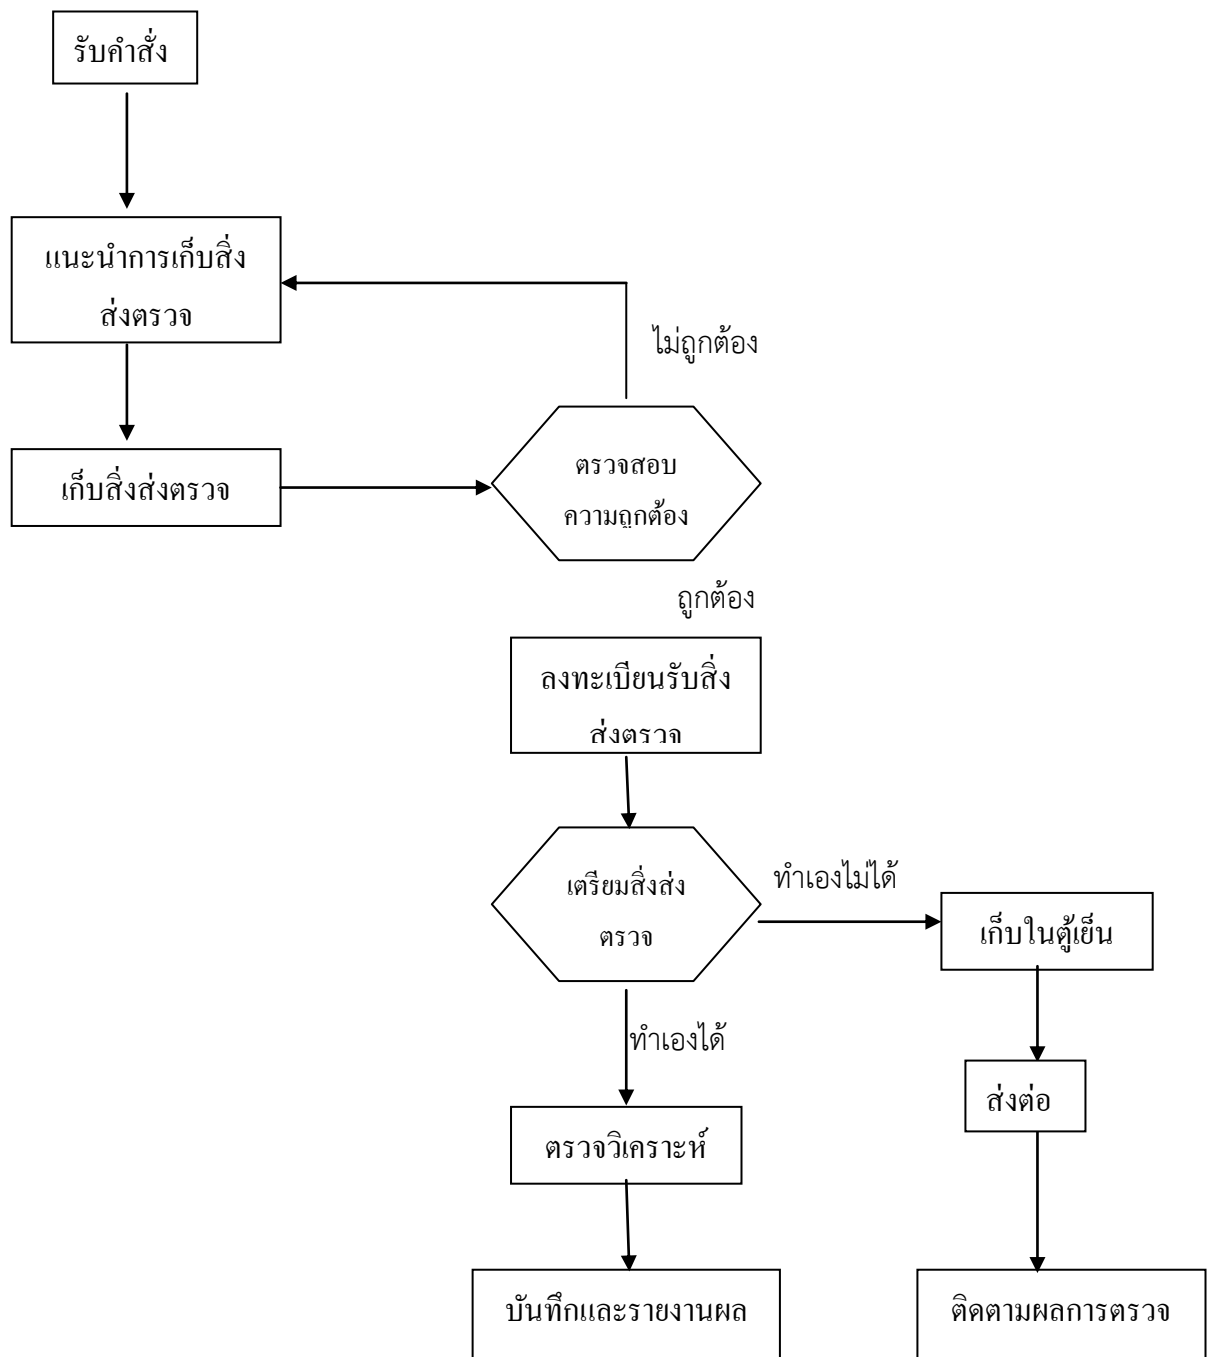 รับคำสั่ง
แนะนำการเก็บสิ่ง
ส่งตรวจ
ไม่ถูกต้อง
เก็บสิ่งส่งตรวจ
ตรวจสอบ
ความถูกต้อง
ถูกต้อง
ลงทะเบียนรับสิ่ง
ส่งตรวจ
เตรียมสิ่งส่ง
ตรวจ
ทำเองไม่ได้
เก็บในตู้เย็น
ทำเองได้
ส่งต่อ
ตรวจวิเคราะห์
บันทึกและรายงานผล
ติดตามผลการตรวจ